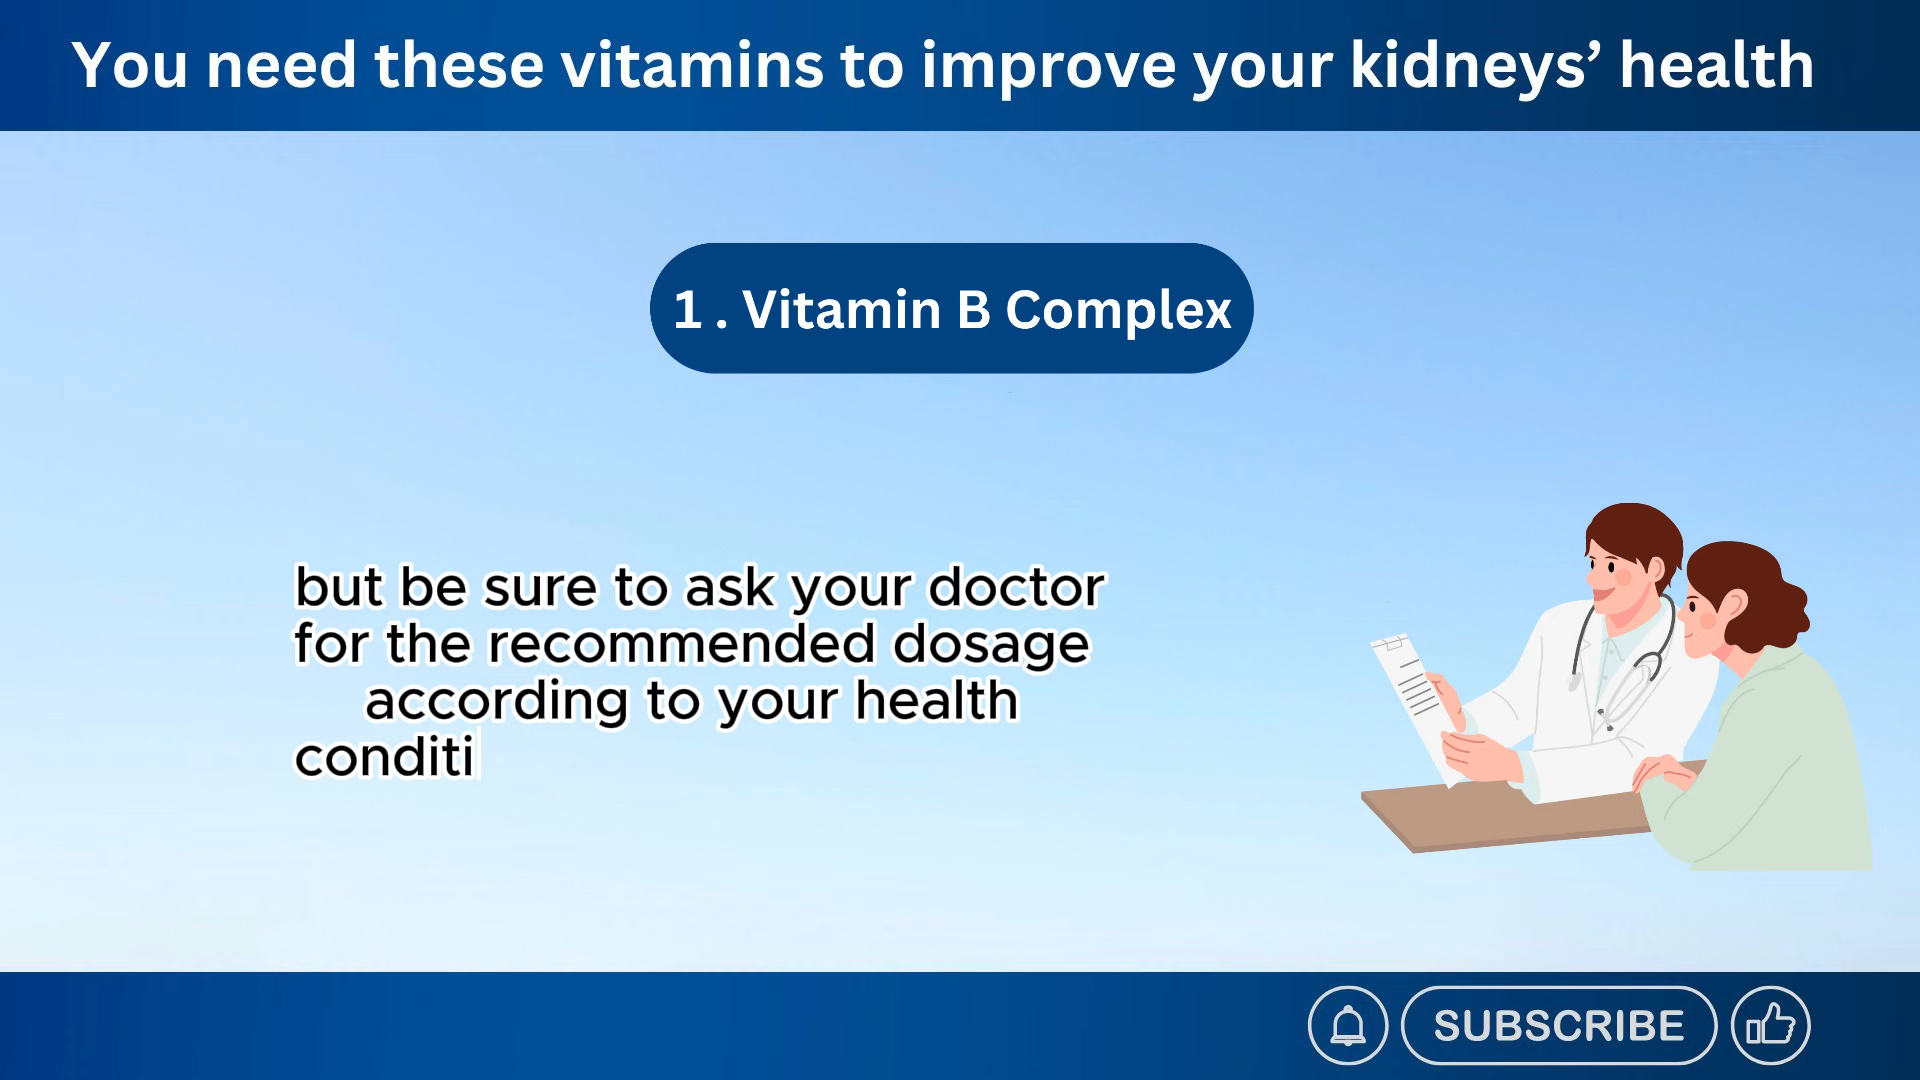 You need these vitamins to improve your kidneys’ health
1 . Vitamin B Complex
but be sure to ask your doctor
for the recommended dosage
according to your health
conditi
SUBSCRIBE